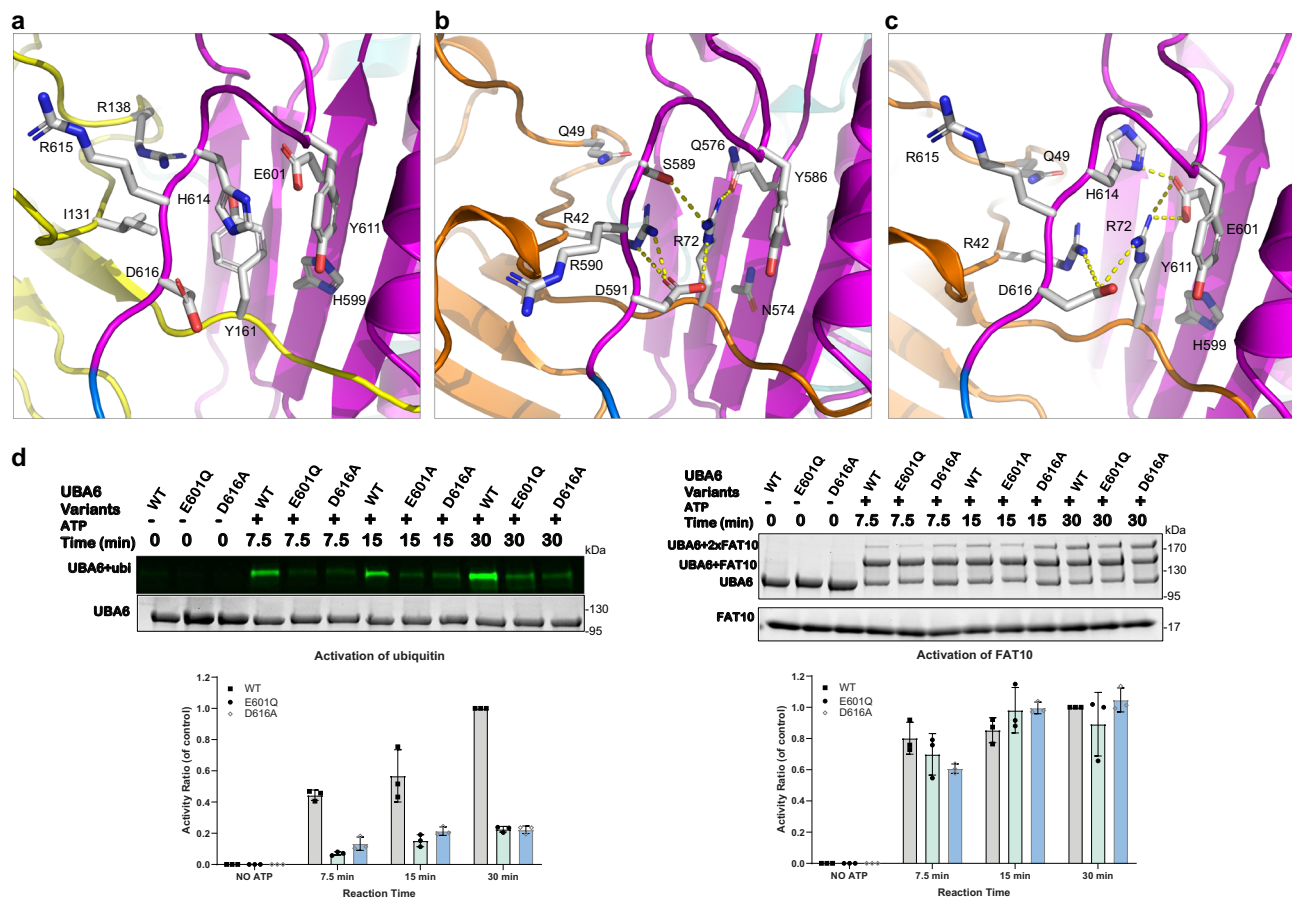 a
b
c
R138
R615
E601
H614
I131
Y611
D616
H599
Y161
Q49
Q576
S589
Y586
R42
R72
R590
D591
N574
R615
Q49
H614
R72
R42
E601
Y611
D616
H599
d
UBA6 Variants WT E601Q D616A WT E601Q D616A WT E601A D616A WT E601Q D616A
ATP - - - + + + + + + + + +
Time (min) 0 0 0 7.5 7.5 7.5 15 15 15 30 30 30
kDa
UBA6+ubi
UBA6
-130
-95
Activation of ubiquitin
UBA6 Variants WT E601Q D616A WT E601Q D616A WT E601A D616A WT E601Q D616A
ATP - - - + + + + + + + + +
Time (min) 0 0 0 7.5 7.5 7.5 15 15 15 30 30 30
kDa
UBA6+2xFAT10
-170
UBA6+FAT10
-130
UBA6
-95
FAT10
-17
Activation of FAT10
Activity Ratio (of control)
1.2
1.0
0.8
0.6
0.4
0.2
0.0
WT
E601Q
D616A
NO ATP 7.5 min 15 min 30 min
Reaction Time
Activity Ratio (of control)
1.2
1.0
0.8
0.6
0.4
0.2
0.0
WT
E601Q
D616A
NO ATP 7.5 min 15 min 30 min
Reaction Time